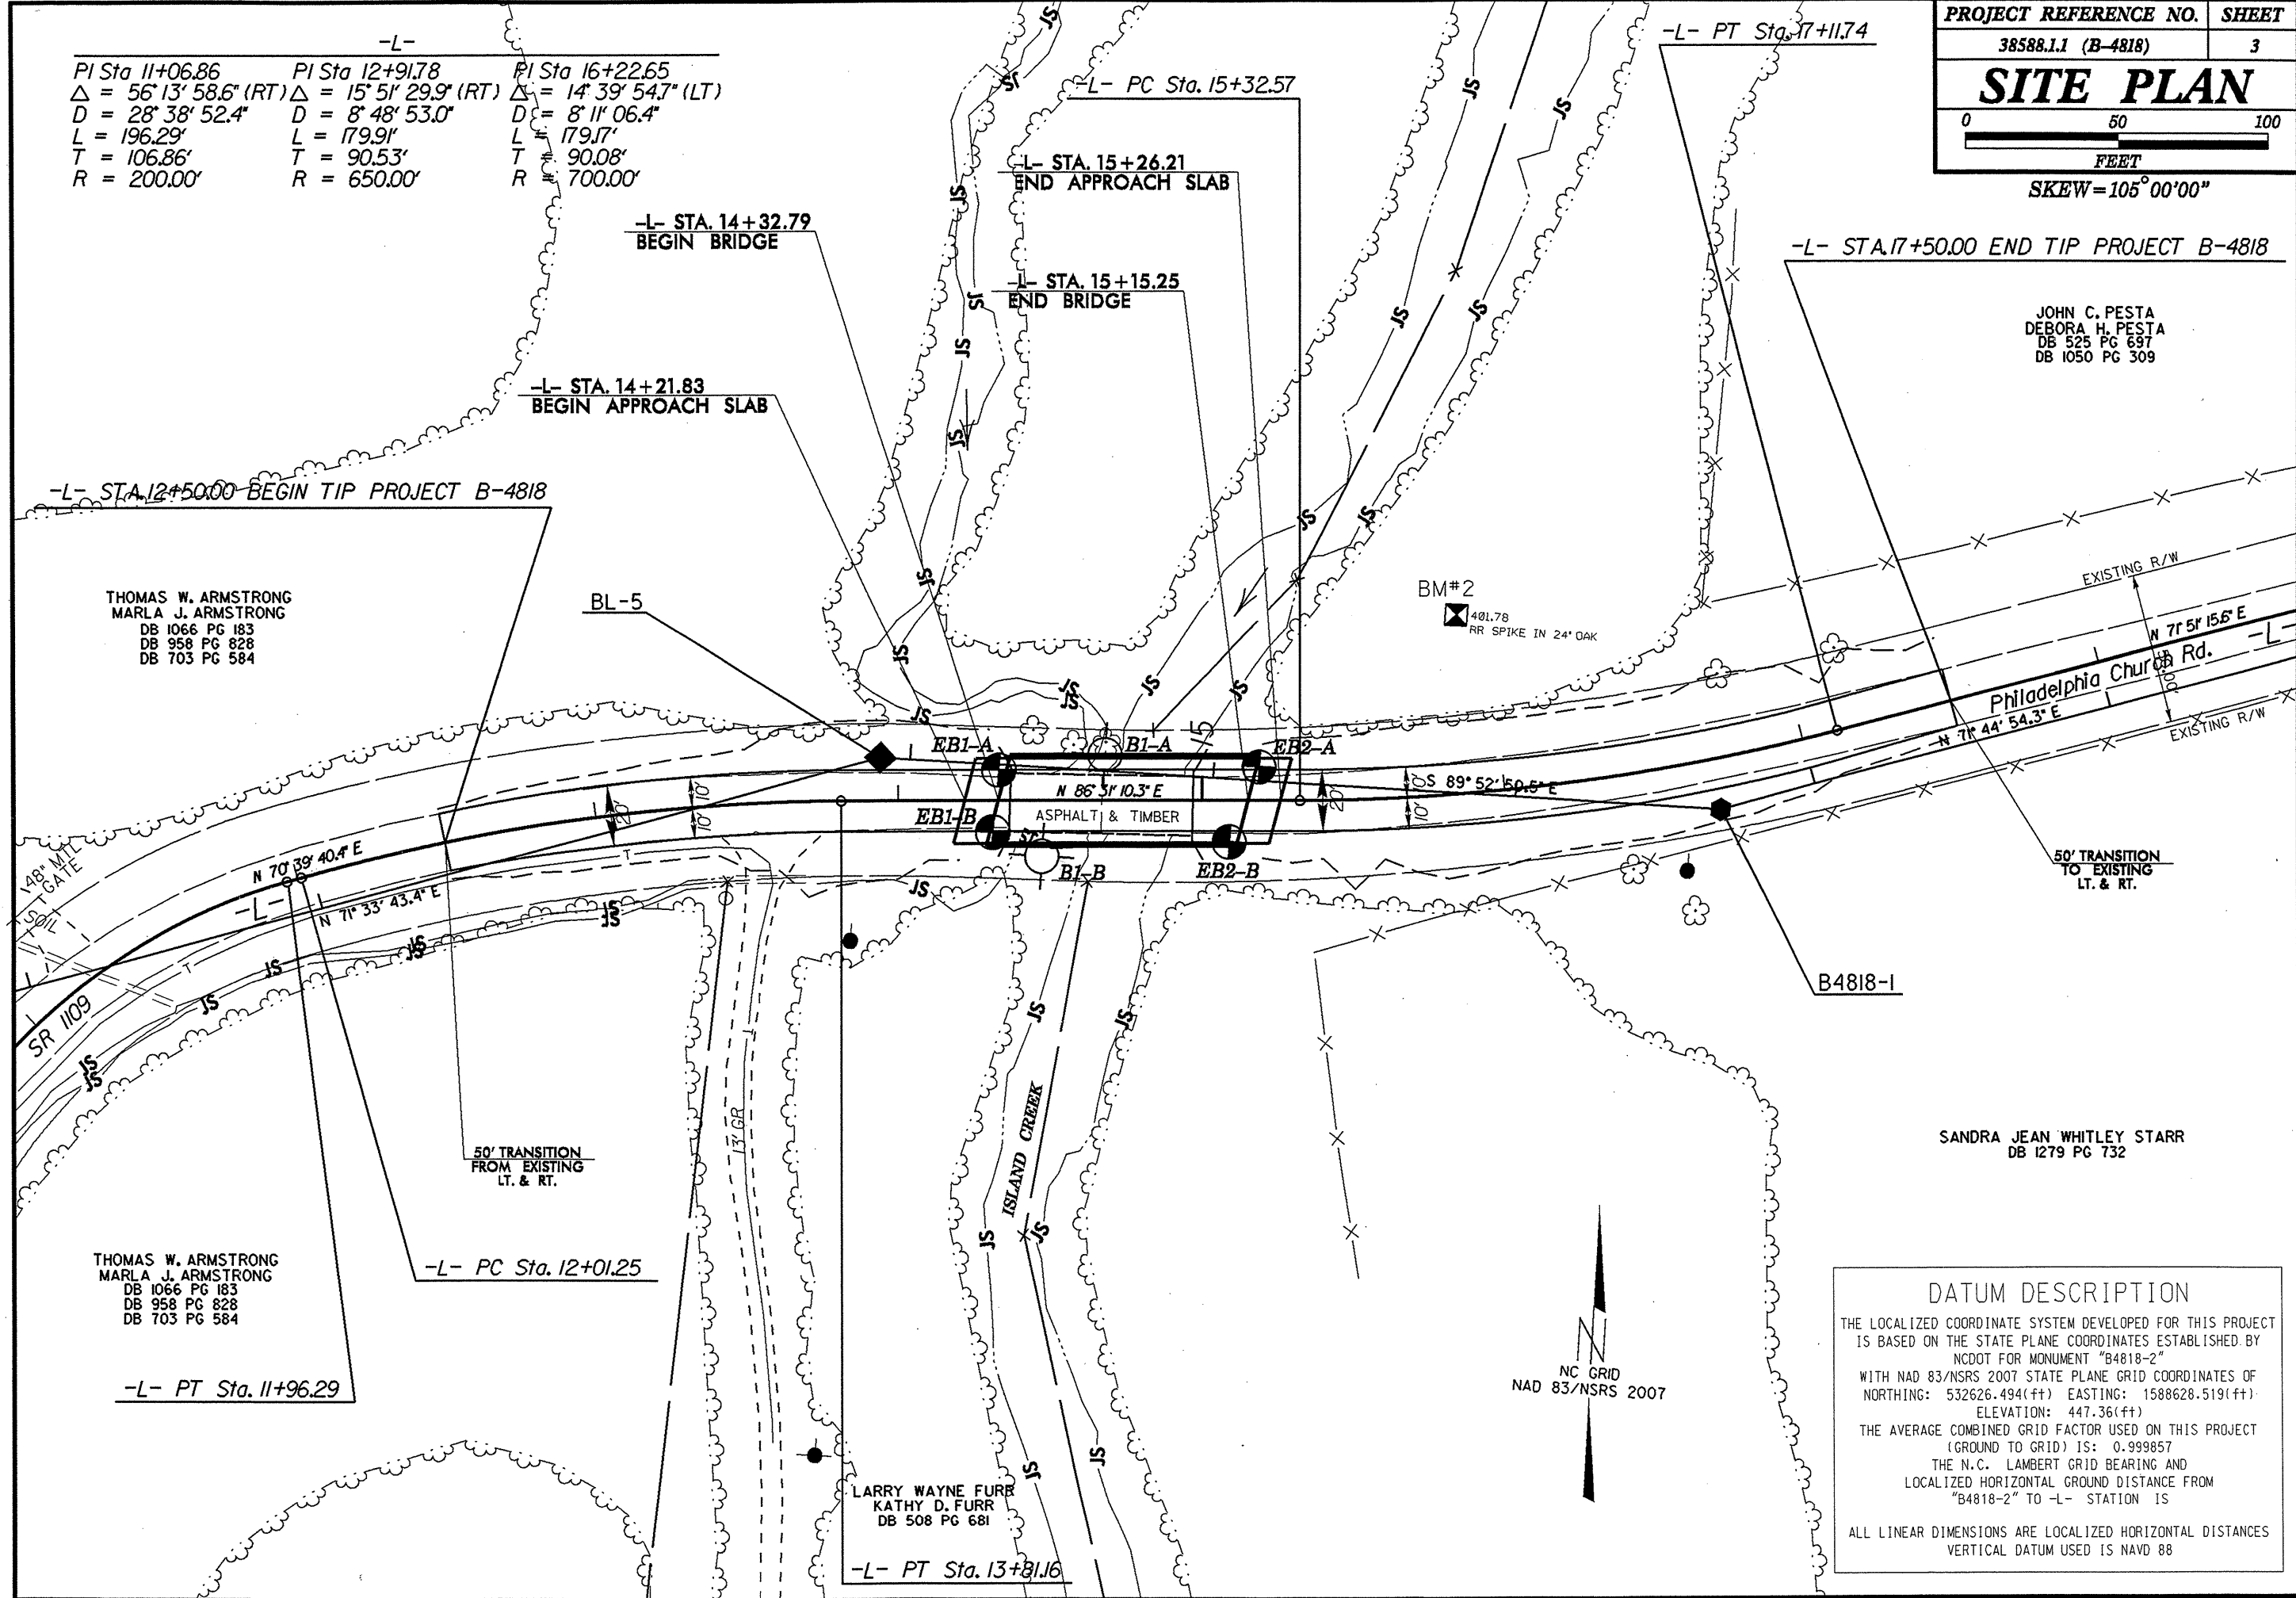 PROJECT REFERENCE NO. SHEET
38588.1.1 (B-4818) 3
SITE PLAN
0 50 100
FEET
SKEW=105°00'00"
-L-
PI Sta 11+06.86 PI Sta 12+91.78 PI Sta 16+22.65
Δ = 56° 13' 58.6" (RT) Δ = 15° 51' 29.9" (RT) Δ = 14° 39' 54.7" (LT)
D = 28° 38' 52.4" D = 8° 48' 53.0" D = 8° 11' 06.4"
L = 196.29' L = 179.91' L = 179.17'
T = 106.86' T = 90.53' T = 90.08'
R = 200.00' R = 650.00' R = 700.00'
-L- PT Sta. 17+11.74
-L- PC Sta. 15+32.57
-L- STA. 15+26.21
END APPROACH SLAB
-L- STA. 14+32.79
BEGIN BRIDGE
-L- STA. 15+15.25
END BRIDGE
-L- STA.17+50.00 END TIP PROJECT B-4818
JOHN C. PESTA
DEBORA H. PESTA
DB 525 PG 697
DB 1050 PG 309
-L- STA. 14+21.83
BEGIN APPROACH SLAB
-L- STA.12+50.00 BEGIN TIP PROJECT B-4818
THOMAS W. ARMSTRONG
MARLA J. ARMSTRONG
DB 1066 PG 183
DB 958 PG 828
DB 703 PG 584
BL-5
BM#2
401.78
RR SPIKE IN 24" OAK
EXISTING R/W
N 71° 51' 15.6" E
-L-
Philadelphia Church Rd.
N 71° 44' 54.3" E
EXISTING R/W
EB1-A
B1-A
15
EB2-A
N 86° 31' 10.3" E
S 89° 52' 50.5" E
ASPHALT & TIMBER
EB1-B
B1-B
EB2-B
20'
10'
10'
20'
10'
10'
48" MTL
GATE
SOIL
N 70° 39' 40.4" E
-L-
N 71° 33' 43.4" E
SR 1109
JS
50' TRANSITION
TO EXISTING
LT. & RT.
B4818-1
13' GR
ISLAND CREEK
50' TRANSITION
FROM EXISTING
LT. & RT.
SANDRA JEAN WHITLEY STARR
DB 1279 PG 732
THOMAS W. ARMSTRONG
MARLA J. ARMSTRONG
DB 1066 PG 183
DB 958 PG 828
DB 703 PG 584
-L- PC Sta. 12+01.25
-L- PT Sta. 11+96.29
N
NC GRID
NAD 83/NSRS 2007
LARRY WAYNE FURR
KATHY D. FURR
DB 508 PG 681
-L- PT Sta. 13+81.16
DATUM DESCRIPTION
THE LOCALIZED COORDINATE SYSTEM DEVELOPED FOR THIS PROJECT
IS BASED ON THE STATE PLANE COORDINATES ESTABLISHED BY
NCDOT FOR MONUMENT "B4818-2"
WITH NAD 83/NSRS 2007 STATE PLANE GRID COORDINATES OF
NORTHING: 532626.494(ft) EASTING: 1588628.519(ft)
ELEVATION: 447.36(ft)
THE AVERAGE COMBINED GRID FACTOR USED ON THIS PROJECT
(GROUND TO GRID) IS: 0.999857
THE N.C. LAMBERT GRID BEARING AND
LOCALIZED HORIZONTAL GROUND DISTANCE FROM
"B4818-2" TO -L- STATION IS
ALL LINEAR DIMENSIONS ARE LOCALIZED HORIZONTAL DISTANCES
VERTICAL DATUM USED IS NAVD 88